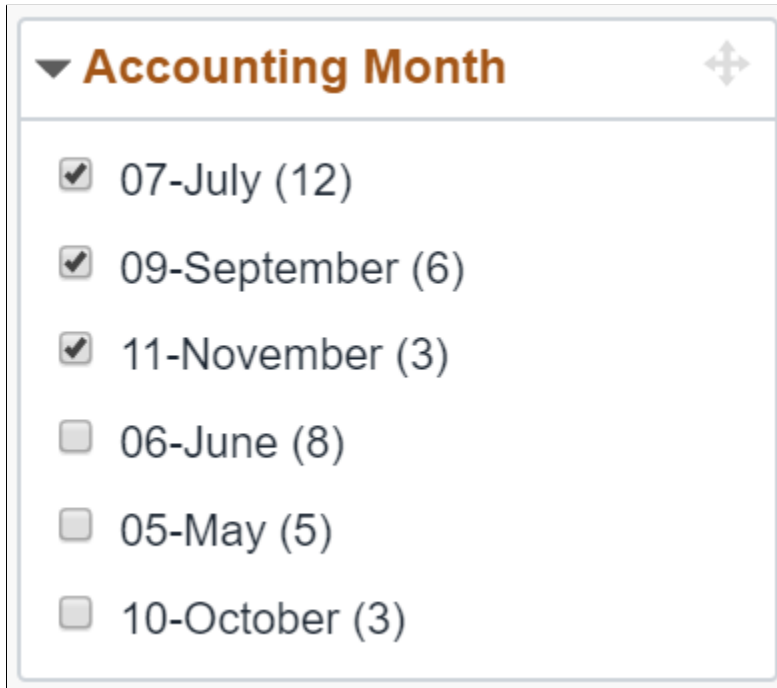 Accounting Month
07-July (12)
09-September (6)
11-November (3)
06-June (8)
05-May (5)
10-October (3)